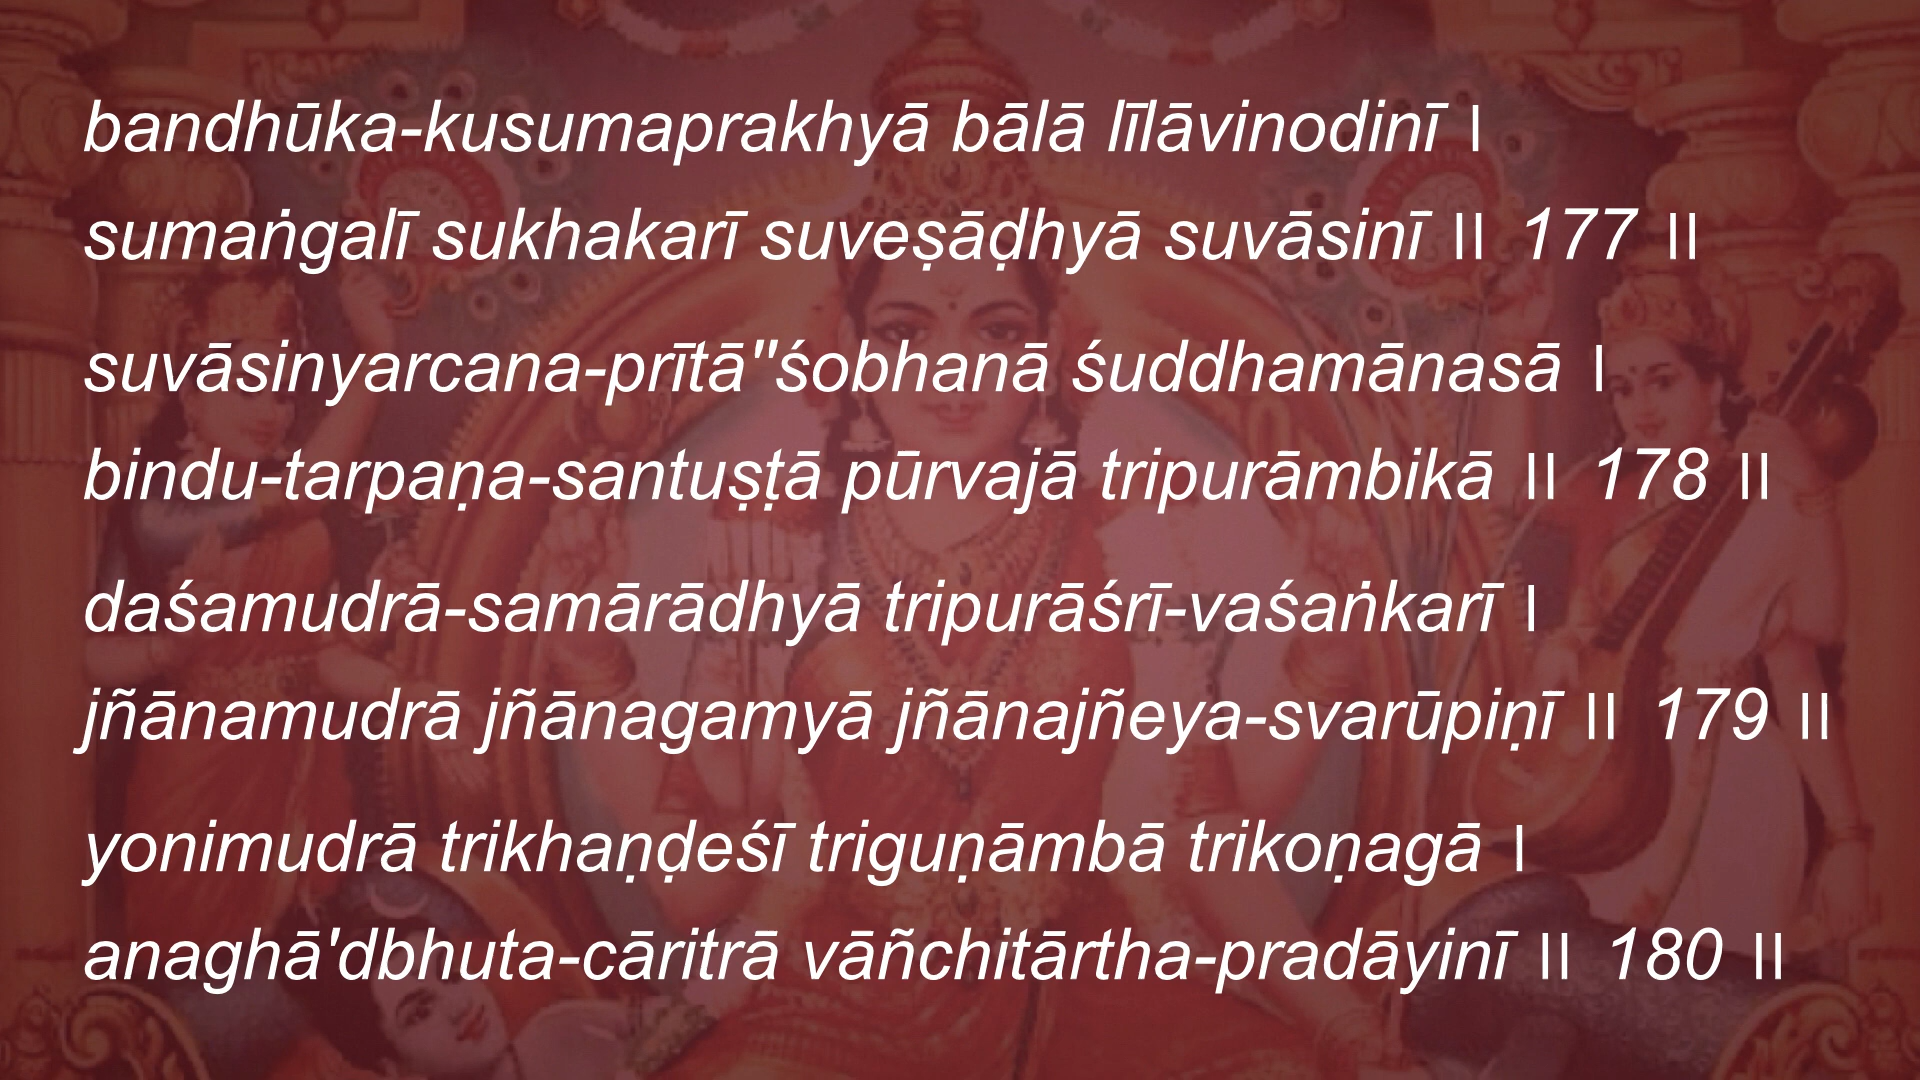 bandhūka-kusumaprakhyā bālā līlāvinodinī ।
sumaṅgalī sukhakarī suveṣāḍhyā suvāsinī ॥ 177 ॥
suvāsinyarcana-prītā"śobhanā śuddhamānasā ।
bindu-tarpaṇa-santuṣṭā pūrvajā tripurāmbikā ॥ 178 ॥
daśamudrā-samārādhyā tripurāśrī-vaśaṅkarī ।
jñānamudrā jñānagamyā jñānajñeya-svarūpiṇī ॥ 179 ॥
yonimudrā trikhaṇḍeśī triguṇāmbā trikoṇagā ।
anaghā'dbhuta-cāritrā vāñchitārtha-pradāyinī ॥ 180 ॥